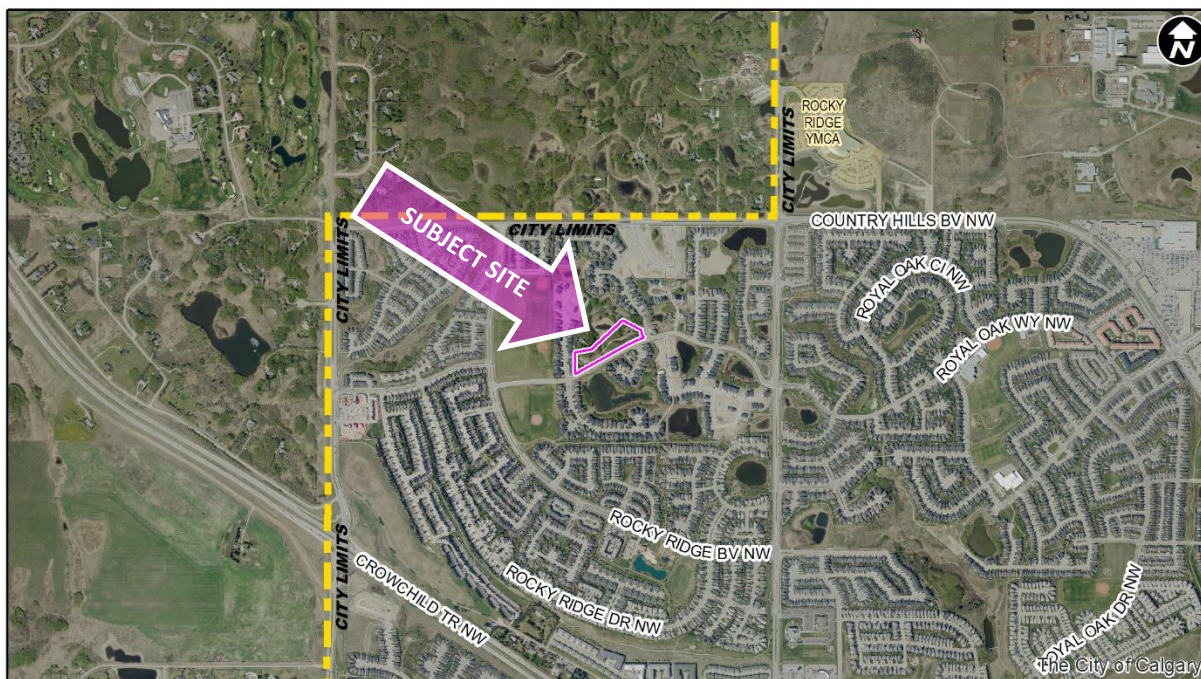 N
ROCKY
RIDGE
YMCA
CITY LIMITS
COUNTRY HILLS BV NW
CITY LIMITS
CITY LIMITS
SUBJECT SITE
ROYAL OAK CI NW
ROYAL OAK WY NW
ROCKY RIDGE BV NW
CITY LIMITS
CROWCHILD TR NW
ROCKY RIDGE DR NW
ROYAL OAK DR NW
The City of Calgary